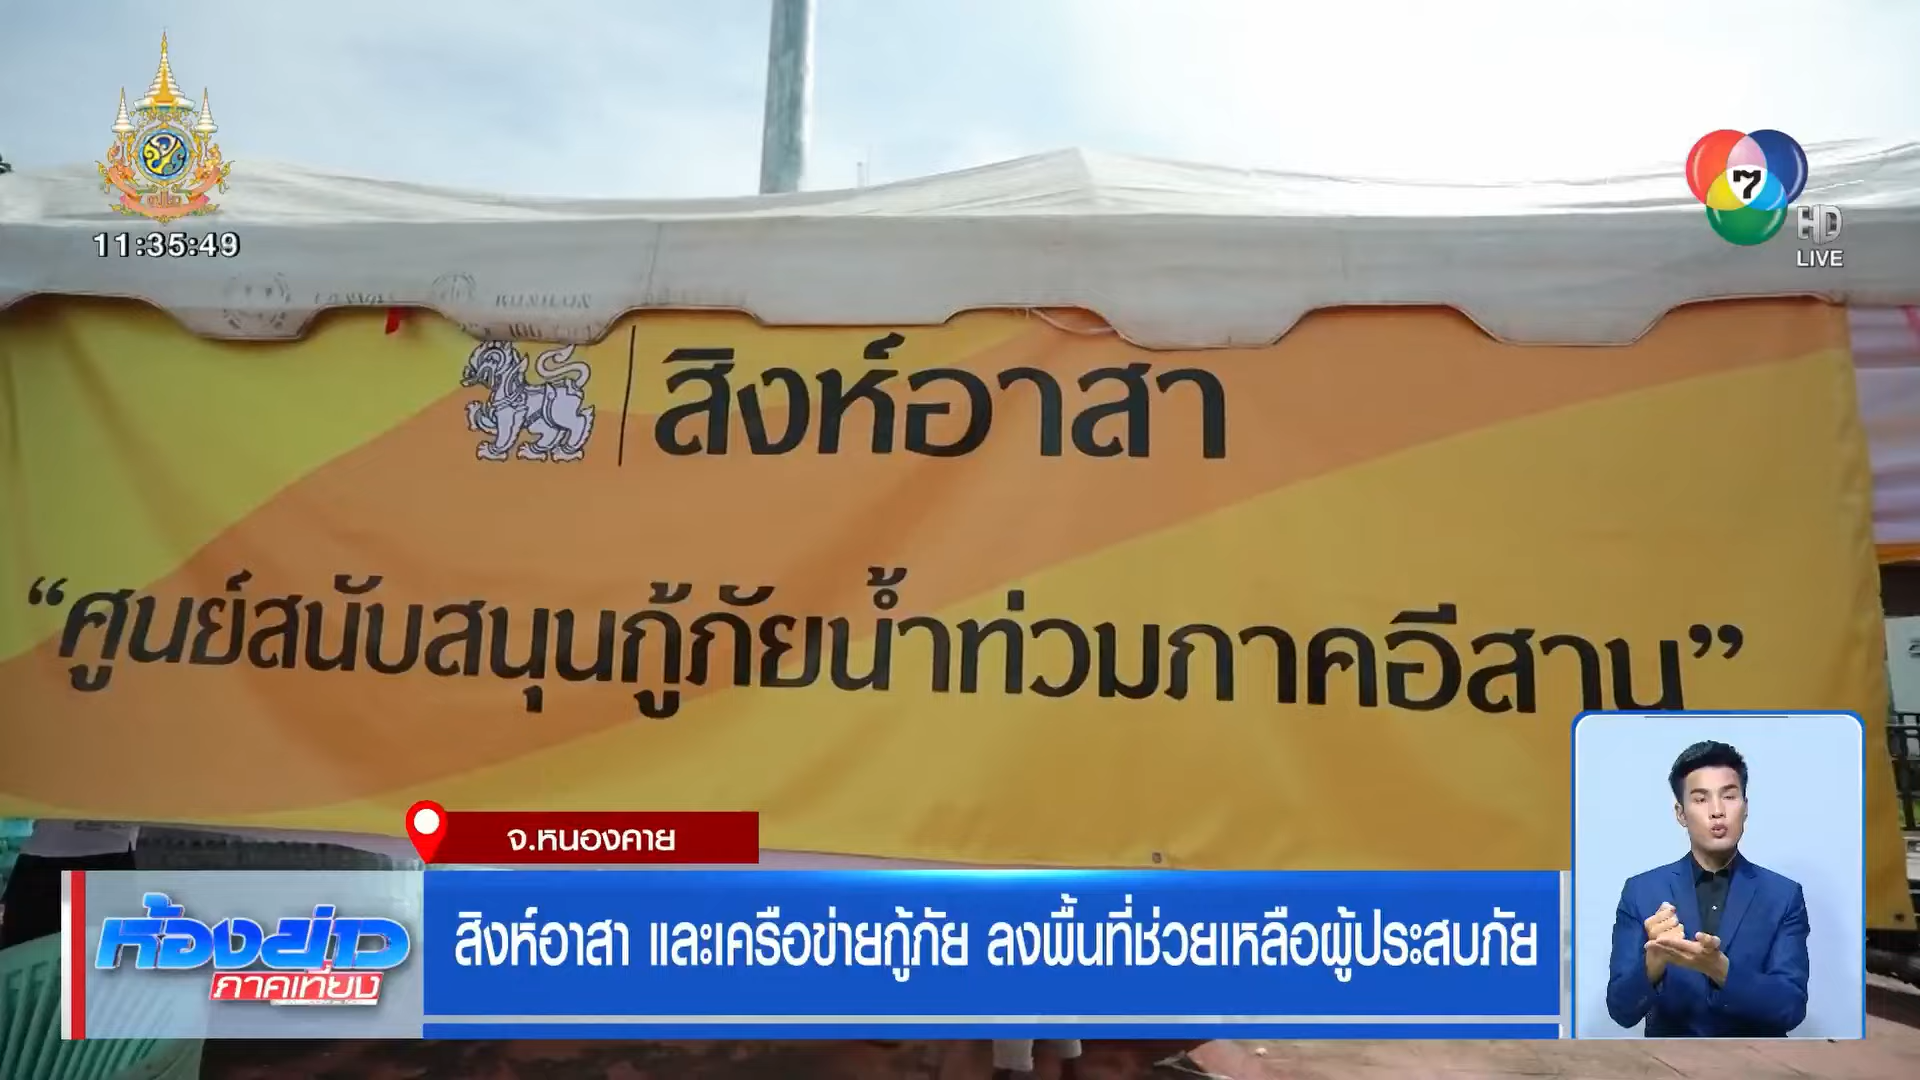 11:35:49
7
HD
LIVE
สิงห์อาสา
“ศูนย์สนับสนุนกู้ภัยน้ำท่วมภาคอีสาน”
จ.หนองคาย
ห้องข่าว
ภาคเที่ยง
สิงห์อาสา และเครือข่ายกู้ภัย ลงพื้นที่ช่วยเหลือผู้ประสบภัย